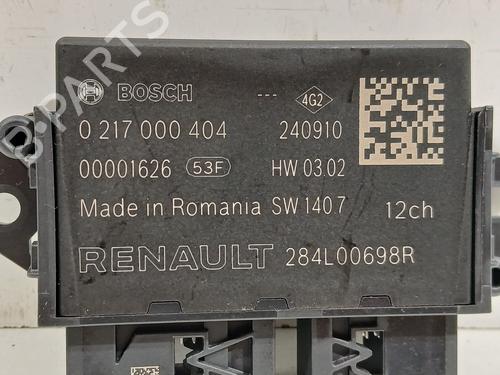 BOSCH --- 4G2
0 217 000 404 240910
00001626 53F HW 03.02
Made in Romania SW 140.7 12ch
RENAULT 284L00698R
B-PARTS